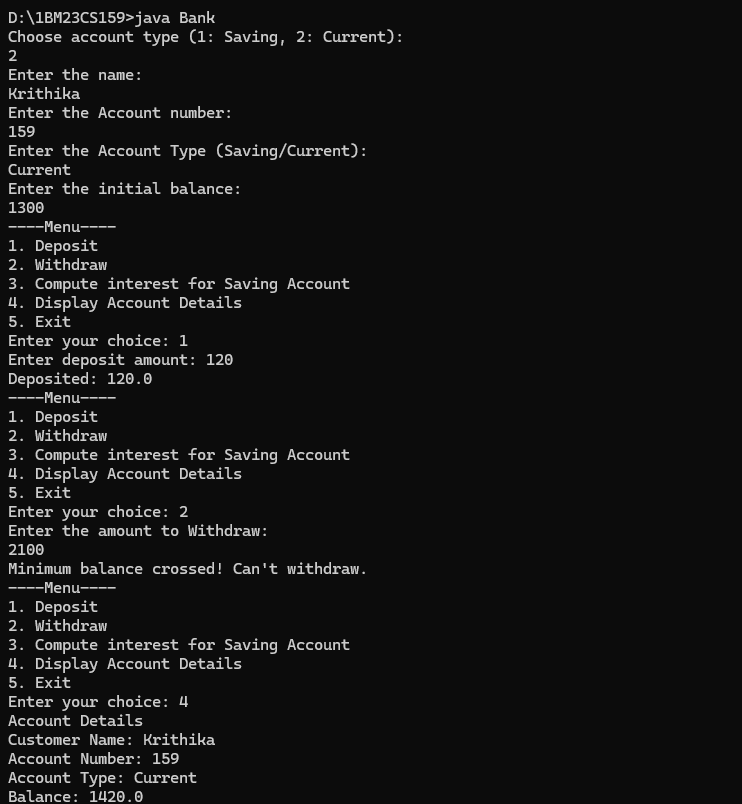 D:\1BM23CS159>java Bank
Choose account type (1: Saving, 2: Current):
2
Enter the name:
Krithika
Enter the Account number:
159
Enter the Account Type (Saving/Current):
Current
Enter the initial balance:
1300
----Menu----
1. Deposit
2. Withdraw
3. Compute interest for Saving Account
4. Display Account Details
5. Exit
Enter your choice: 1
Enter deposit amount: 120
Deposited: 120.0
----Menu----
1. Deposit
2. Withdraw
3. Compute interest for Saving Account
4. Display Account Details
5. Exit
Enter your choice: 2
Enter the amount to Withdraw:
2100
Minimum balance crossed! Can't withdraw.
----Menu----
1. Deposit
2. Withdraw
3. Compute interest for Saving Account
4. Display Account Details
5. Exit
Enter your choice: 4
Account Details
Customer Name: Krithika
Account Number: 159
Account Type: Current
Balance: 1420.0